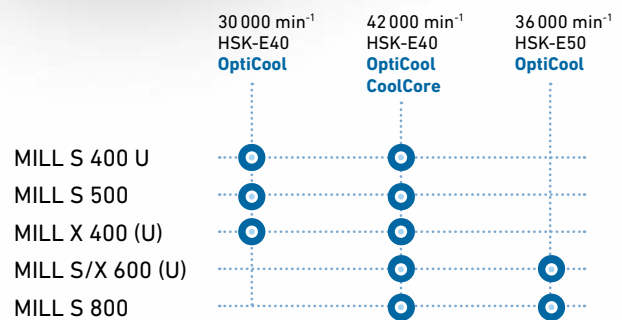 30 000 min⁻¹
HSK-E40
OptiCool
42 000 min⁻¹
HSK-E40
OptiCool
CoolCore
36 000 min⁻¹
HSK-E50
OptiCool
MILL S 400 U
MILL S 500
MILL X 400 (U)
MILL S/X 600 (U)
MILL S 800